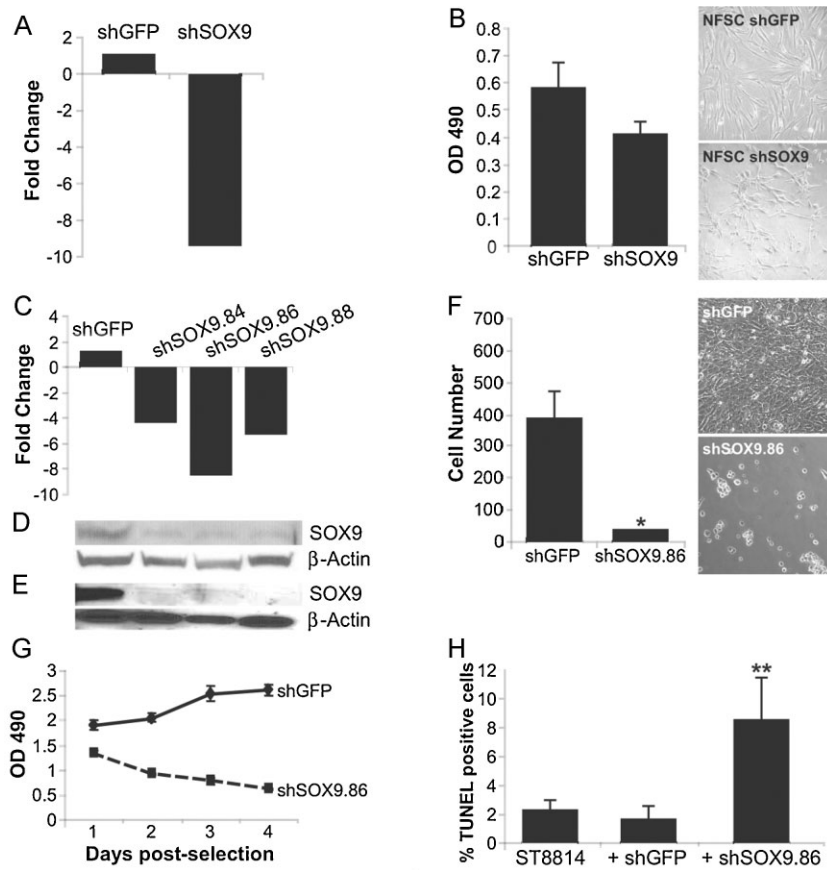 A
shGFP shSOX9
2
0
-2
-4
-6
-8
-10
Fold Change
B
0.8
0.7
0.6
0.5
0.4
0.3
0.2
0.1
0
OD 490
shGFP shSOX9
NFSC shGFP
NFSC shSOX9
C
shGFP shSOX9.84 shSOX9.86 shSOX9.88
4
2
0
-2
-4
-6
-8
-10
Fold Change
D
SOX9
β-Actin
E
SOX9
β-Actin
F
700
600
500
400
300
200
100
0
Cell Number
*
shGFP shSOX9.86
shGFP
shSOX9.86
G
3
2.5
2
1.5
1
0.5
0
OD 490
shGFP
shSOX9.86
1 2 3 4
Days post-selection
H
12
10
8
6
4
2
0
% TUNEL positive cells
**
ST8814 + shGFP + shSOX9.86